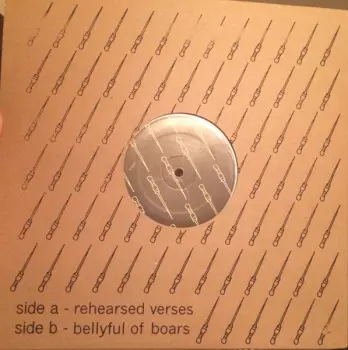 side a - rehearsed verses
side b - bellyful of boars